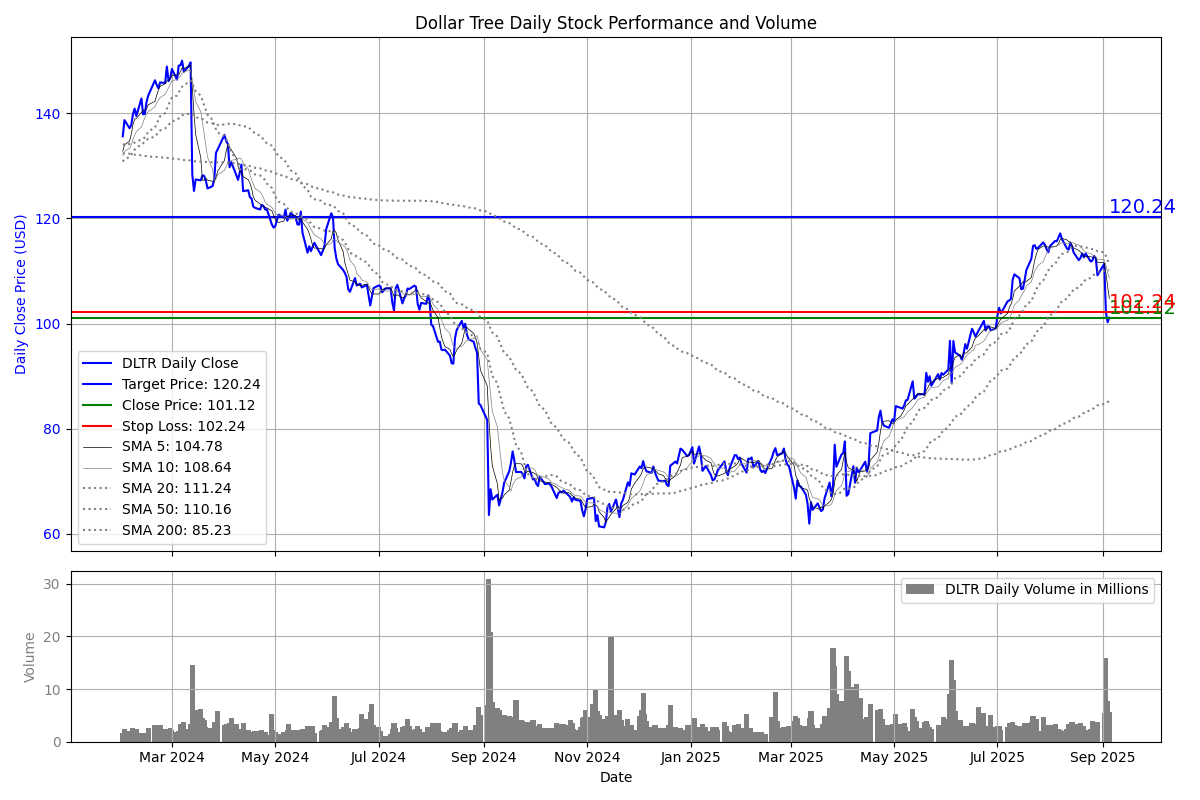 Dollar Tree Daily Stock Performance and Volume
Daily Close Price (USD)
140
120
100
80
60
120.24
102.24
101.12
DLTR Daily Close
Target Price: 120.24
Close Price: 101.12
Stop Loss: 102.24
SMA 5: 104.78
SMA 10: 108.64
SMA 20: 111.24
SMA 50: 110.16
SMA 200: 85.23
Volume
30
20
10
0
DLTR Daily Volume in Millions
Mar 2024 May 2024 Jul 2024 Sep 2024 Nov 2024 Jan 2025 Mar 2025 May 2025 Jul 2025 Sep 2025
Date